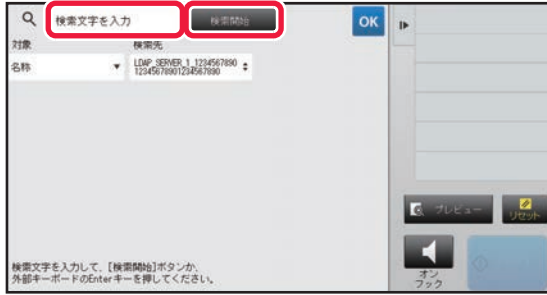 検索文字を入力
検索開始
OK
対象
検索先
名称
LDAP_SERVER_1_1234567890
12345678901234567890
プレビュー
リセット
検索文字を入力して、[検索開始]ボタンか、
外部キーボードのEnterキーを押してください。
オン
フック